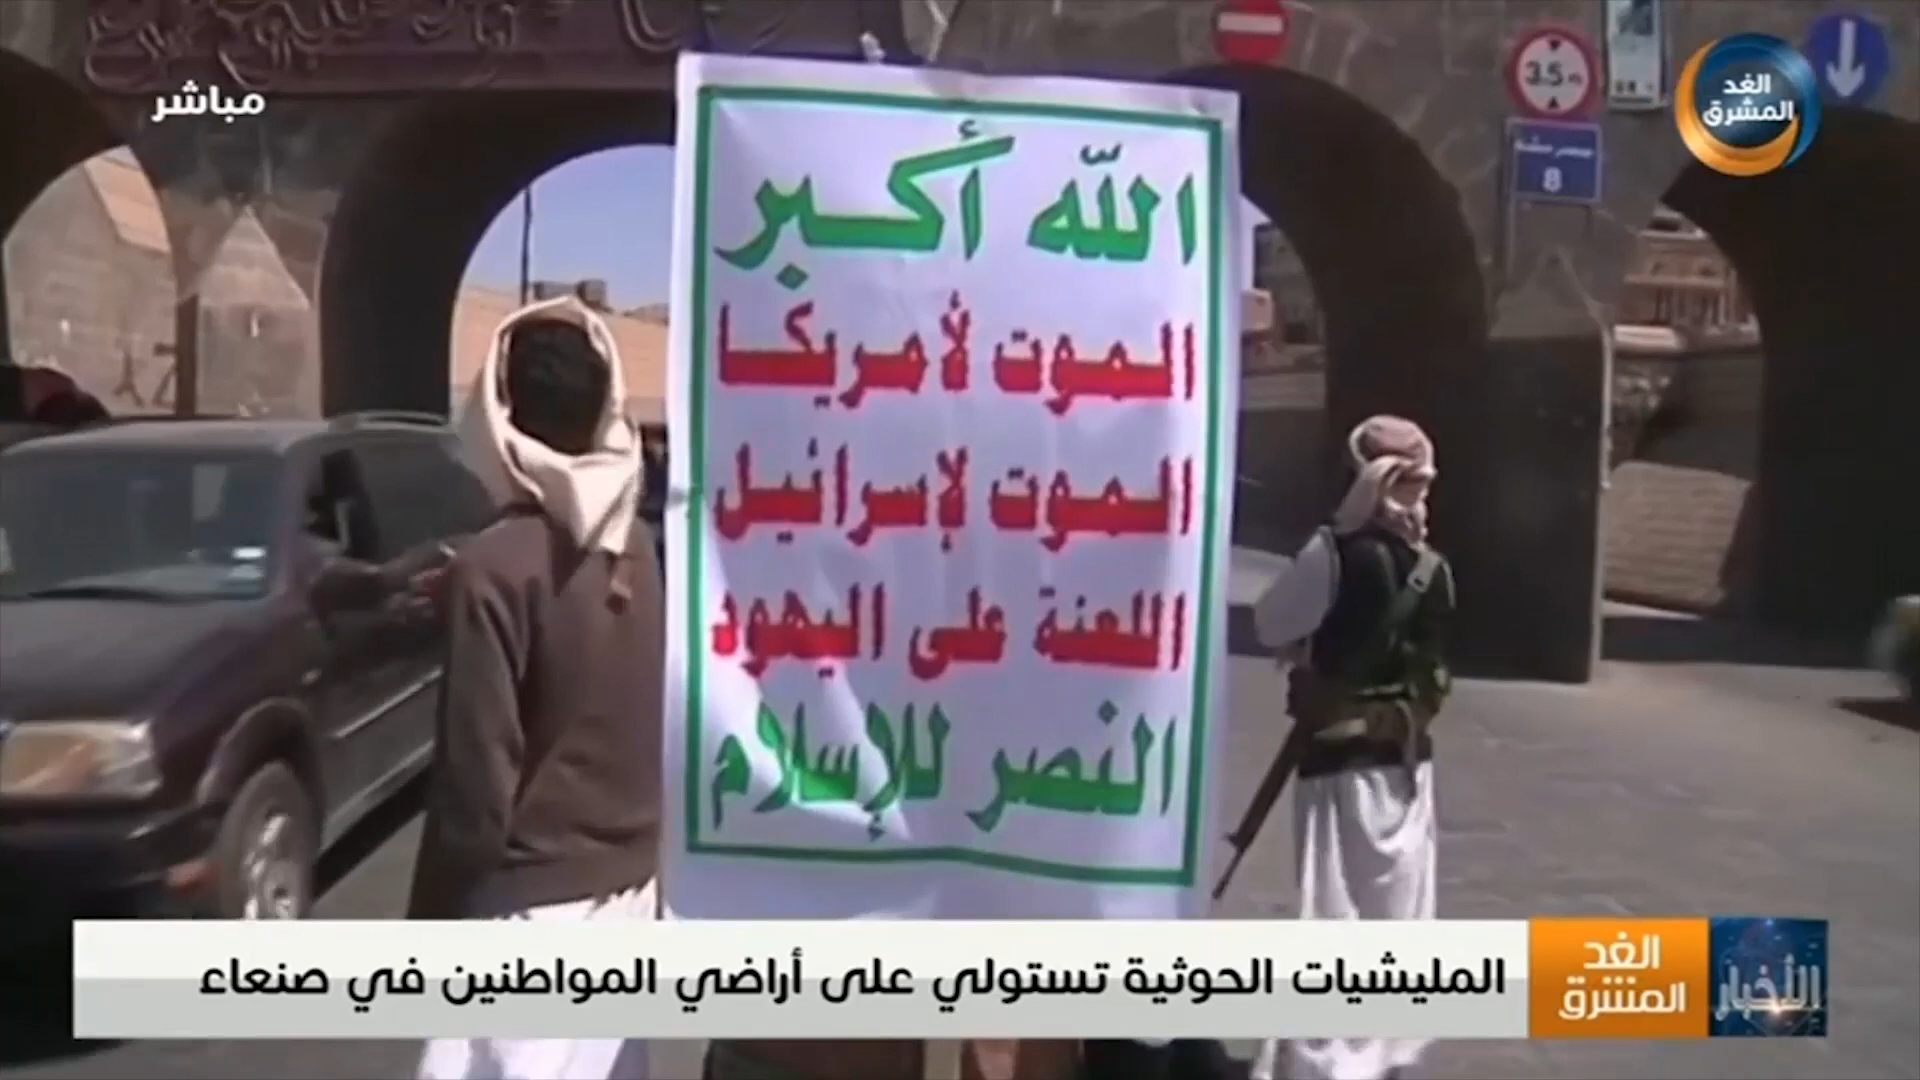 مباشر
الغد
المشرق
3.5 m
8
الله أكبر
الموت لأمريكا
الموت لإسرائيل
اللعنة على اليهود
النصر للإسلام
الأخبار
الغد
المشرق
المليشيات الحوثية تستولي على أراضي المواطنين في صنعاء